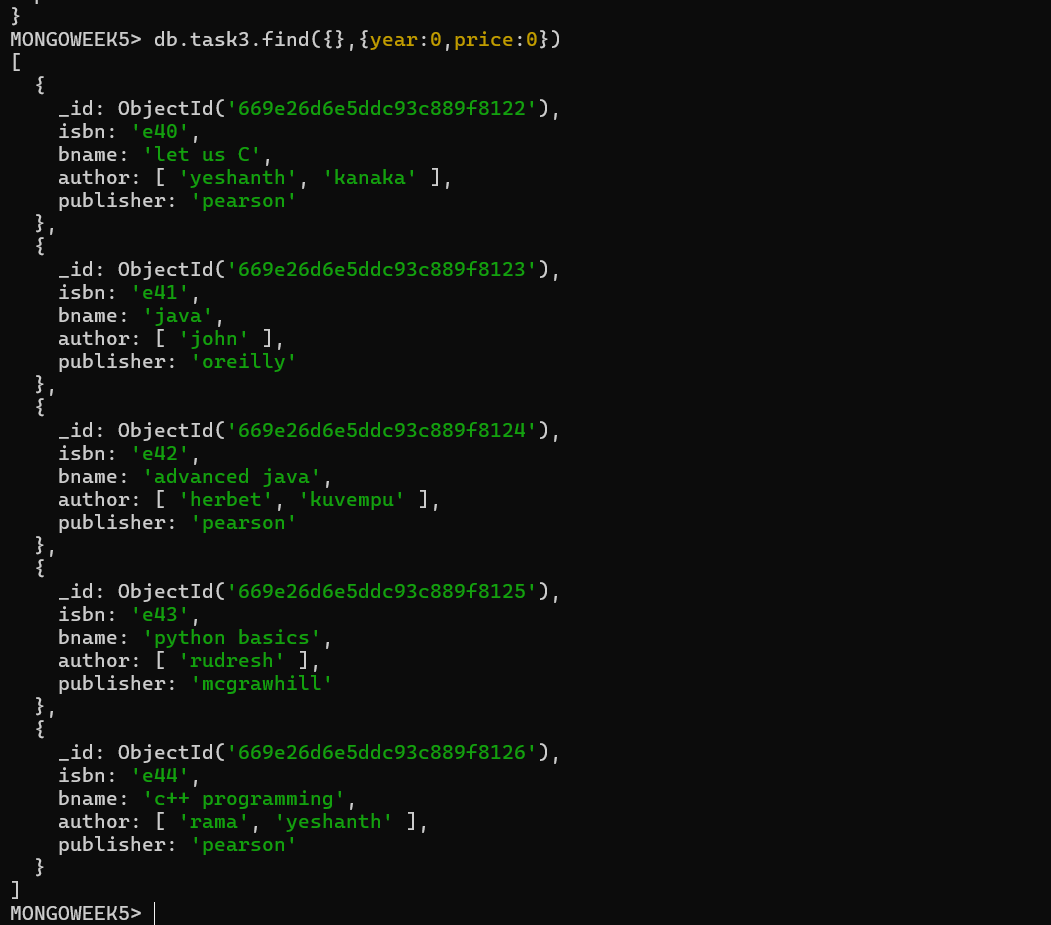 }
MONGOWEEK5> db.task3.find({},{year:0,price:0})
[
  {
    _id: ObjectId('669e26d6e5ddc93c889f8122'),
    isbn: 'e40',
    bname: 'let us C',
    author: [ 'yeshanth', 'kanaka' ],
    publisher: 'pearson'
  },
  {
    _id: ObjectId('669e26d6e5ddc93c889f8123'),
    isbn: 'e41',
    bname: 'java',
    author: [ 'john' ],
    publisher: 'oreilly'
  },
  {
    _id: ObjectId('669e26d6e5ddc93c889f8124'),
    isbn: 'e42',
    bname: 'advanced java',
    author: [ 'herbet', 'kuvempu' ],
    publisher: 'pearson'
  },
  {
    _id: ObjectId('669e26d6e5ddc93c889f8125'),
    isbn: 'e43',
    bname: 'python basics',
    author: [ 'rudresh' ],
    publisher: 'mcgrawhill'
  },
  {
    _id: ObjectId('669e26d6e5ddc93c889f8126'),
    isbn: 'e44',
    bname: 'c++ programming',
    author: [ 'rama', 'yeshanth' ],
    publisher: 'pearson'
  }
]
MONGOWEEK5>